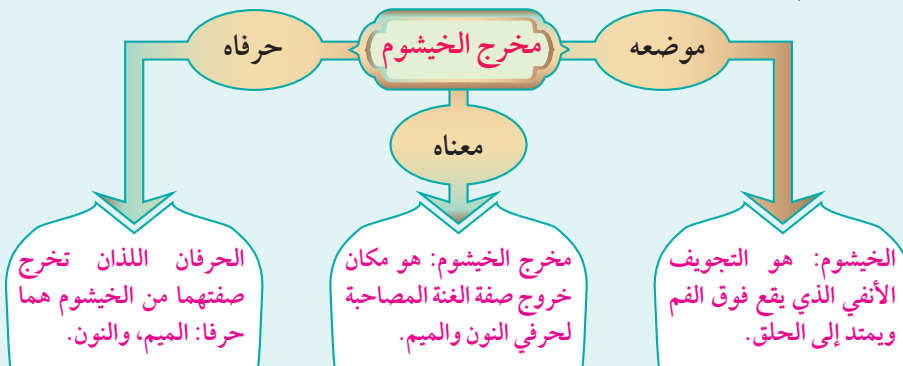 مخرج الخيشوم
موضعه
حرفاه
معناه
الخيشوم: هو التجويف
الأنفي الذي يقع فوق الفم
ويمتد إلى الحلق.
مخرج الخيشوم: هو مكان
خروج صفة الغنة المصاحبة
لحرفي النون والميم.
الحرفان اللذان تخرج
صفتهما من الخيشوم هما
حرفا: الميم، والنون.